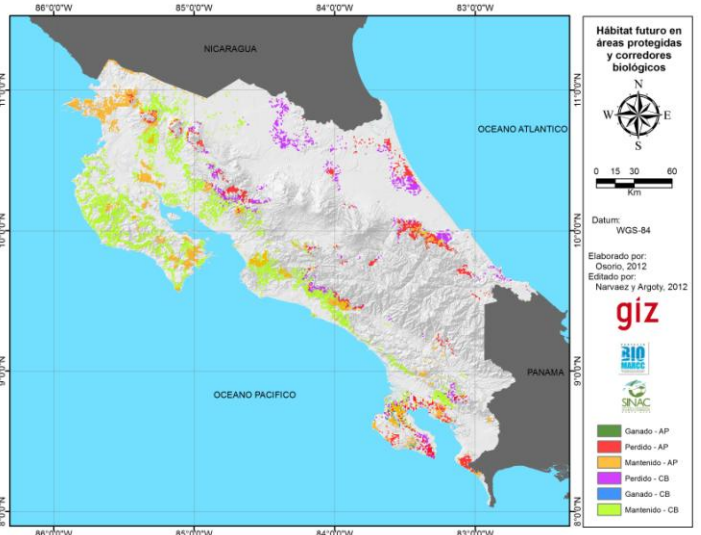 86°0'0"W 85°0'0"W 84°0'0"W 83°0'0"W
NICARAGUA
OCEANO ATLANTICO
OCEANO PACIFICO
PANAMA
11°0'0"N
10°0'0"N
9°0'0"N
8°0'0"N
11°0'0"N
10°0'0"N
9°0'0"N
8°0'0"N
86°0'0"W 85°0'0"W 84°0'0"W 83°0'0"W
Hábitat futuro en
áreas protegidas
y corredores
biológicos
N
W E
S
0 15 30 60
Km
Datum:
WGS-84
Elaborado por:
Osorio, 2012
Editado por:
Narvaez y Argoty, 2012
giz
BIO
MARCC
SINAC
Ganado - AP
Perdido - AP
Mantenido - AP
Perdido - CB
Ganado - CB
Mantenido - CB